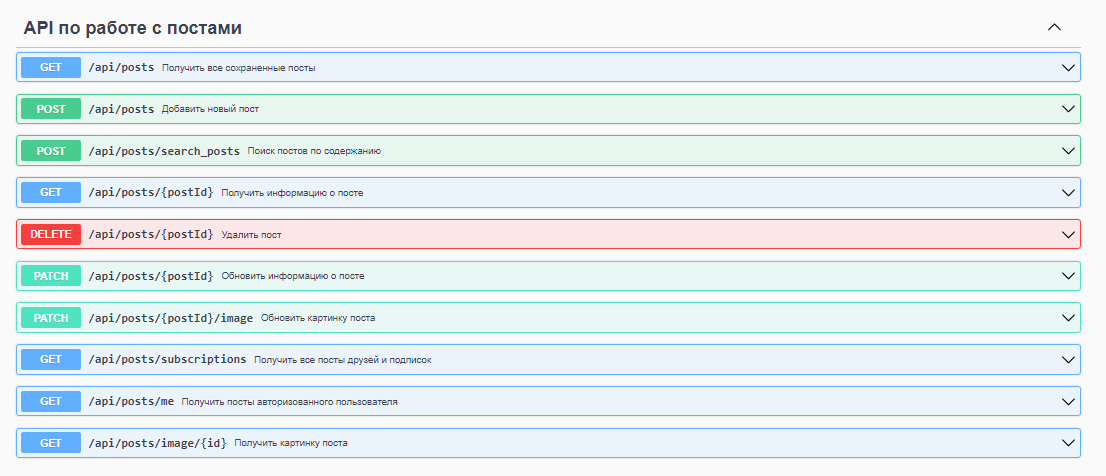 API по работе с постами
GET /api/posts Получить все сохраненные посты
POST /api/posts Добавить новый пост
POST /api/posts/search_posts Поиск постов по содержанию
GET /api/posts/{postId} Получить информацию о посте
DELETE /api/posts/{postId} Удалить пост
PATCH /api/posts/{postId} Обновить информацию о посте
PATCH /api/posts/{postId}/image Обновить картинку поста
GET /api/posts/subscriptions Получить все посты друзей и подписок
GET /api/posts/me Получить посты авторизованного пользователя
GET /api/posts/image/{id} Получить картинку поста